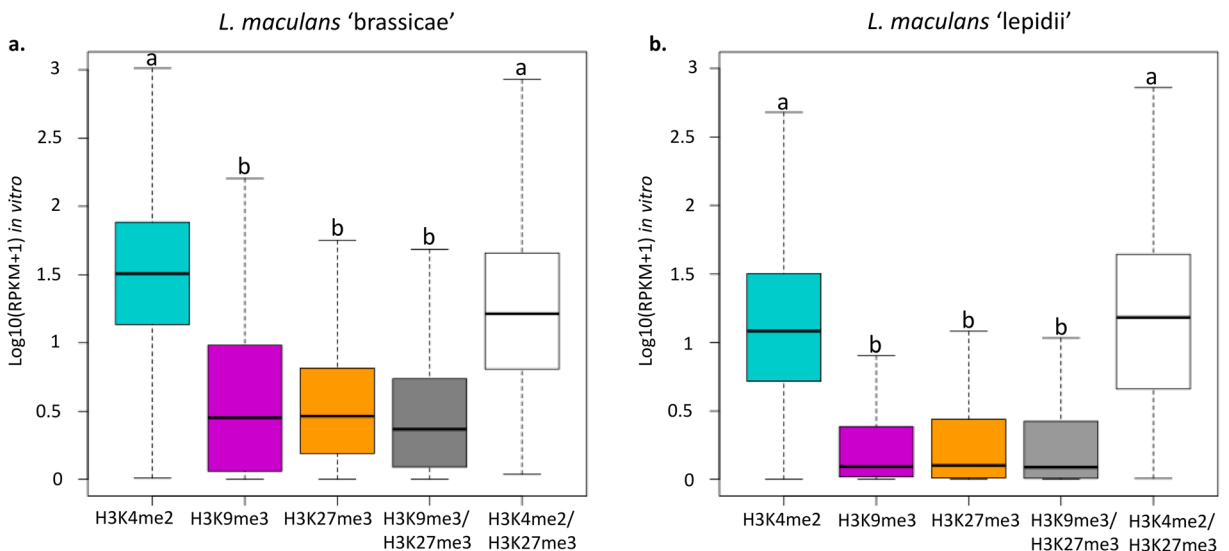 L. maculans ‘brassicae’
a.
Log10(RPKM+1) in vitro
3
2.5
2
1.5
1
0.5
0
a
b
b
b
a
H3K4me2
H3K9me3
H3K27me3
H3K9me3/
H3K27me3
H3K4me2/
H3K27me3
L. maculans ‘lepidii’
b.
Log10(RPKM+1) in vitro
3
2.5
2
1.5
1
0.5
0
a
b
b
b
a
H3K4me2
H3K9me3
H3K27me3
H3K9me3/
H3K27me3
H3K4me2/
H3K27me3